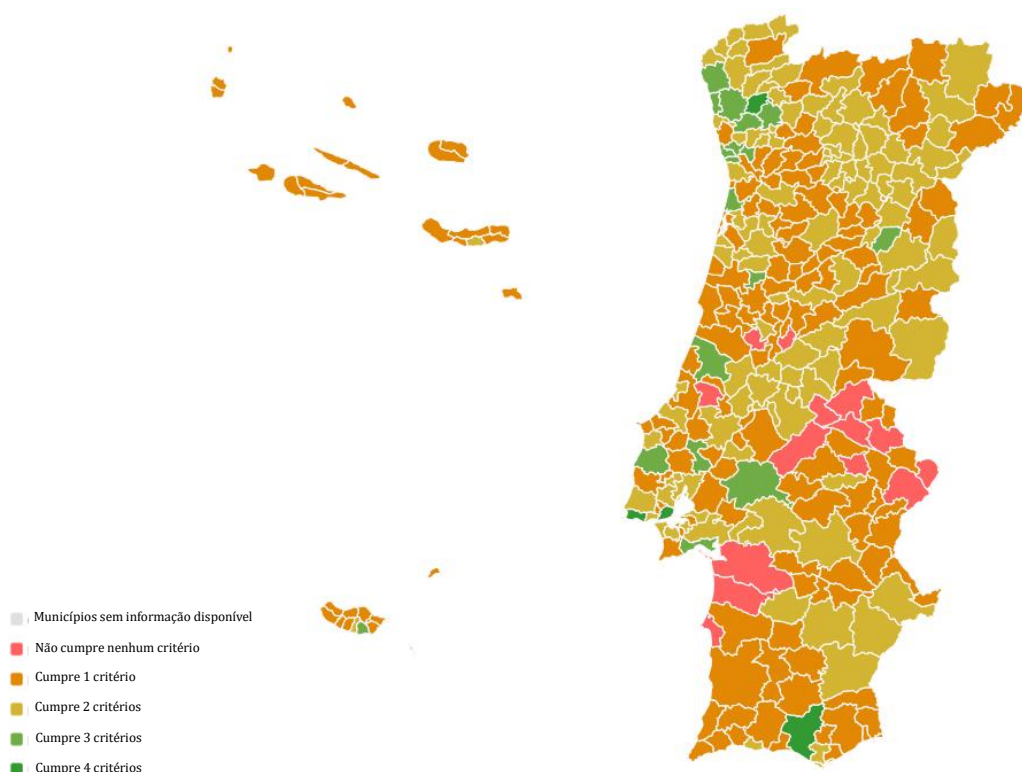 Municípios sem informação disponível
Não cumpre nenhum critério
Cumpre 1 critério
Cumpre 2 critérios
Cumpre 3 critérios
Cumpre 4 critérios